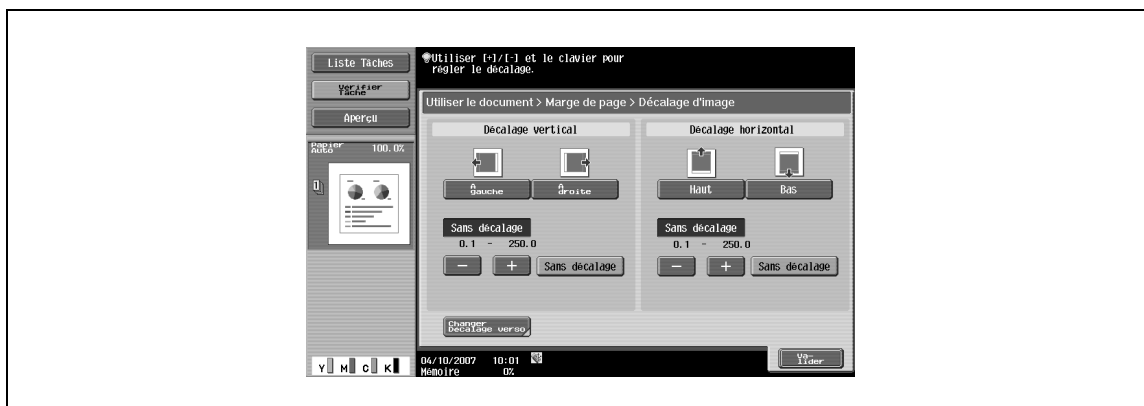 Liste Tâches
Vérifier
Tâche
Aperçu
Papier
Auto 100.0%
1
Utiliser [+]/[-] et le clavier pour
régler le décalage.
Utiliser le document > Marge de page > Décalage d'image
Décalage vertical
A
gauche
A
droite
Sans décalage
0.1 - 250.0
- + Sans décalage
Décalage horizontal
Haut Bas
Sans décalage
0.1 - 250.0
- + Sans décalage
Changer
Décalage verso
Va-
lider
Y M C K
04/10/2007 10:01
Mémoire 0%